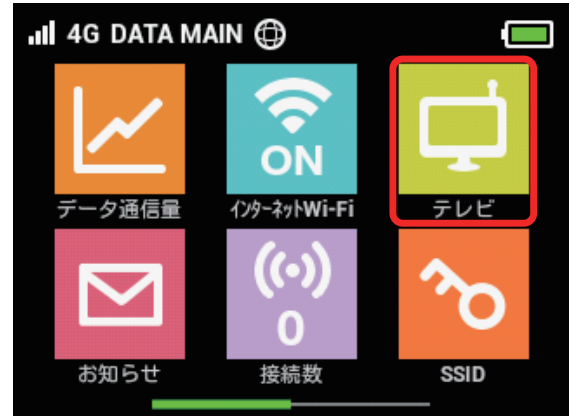 4G DATA MAIN
ON
データ通信量 インターネットWi-Fi テレビ
0
お知らせ 接続数 SSID